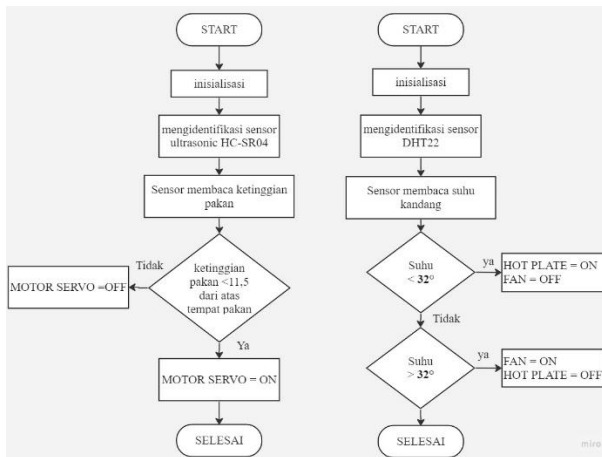 START
inisialisasi
mengidentifikasi sensor
ultrasonic HC-SR04
Sensor membaca ketinggian
pakan
ketinggian
pakan <11,5
dari atas
tempat pakan
Tidak
MOTOR SERVO =OFF
Ya
MOTOR SERVO = ON
SELESAI
START
inisialisasi
mengidentifikasi sensor
DHT22
Sensor membaca suhu
kandang
Suhu
< 32°
ya
HOT PLATE = ON
FAN = OFF
Tidak
Suhu
> 32°
ya
FAN = ON
HOT PLATE = OFF
SELESAI
miro